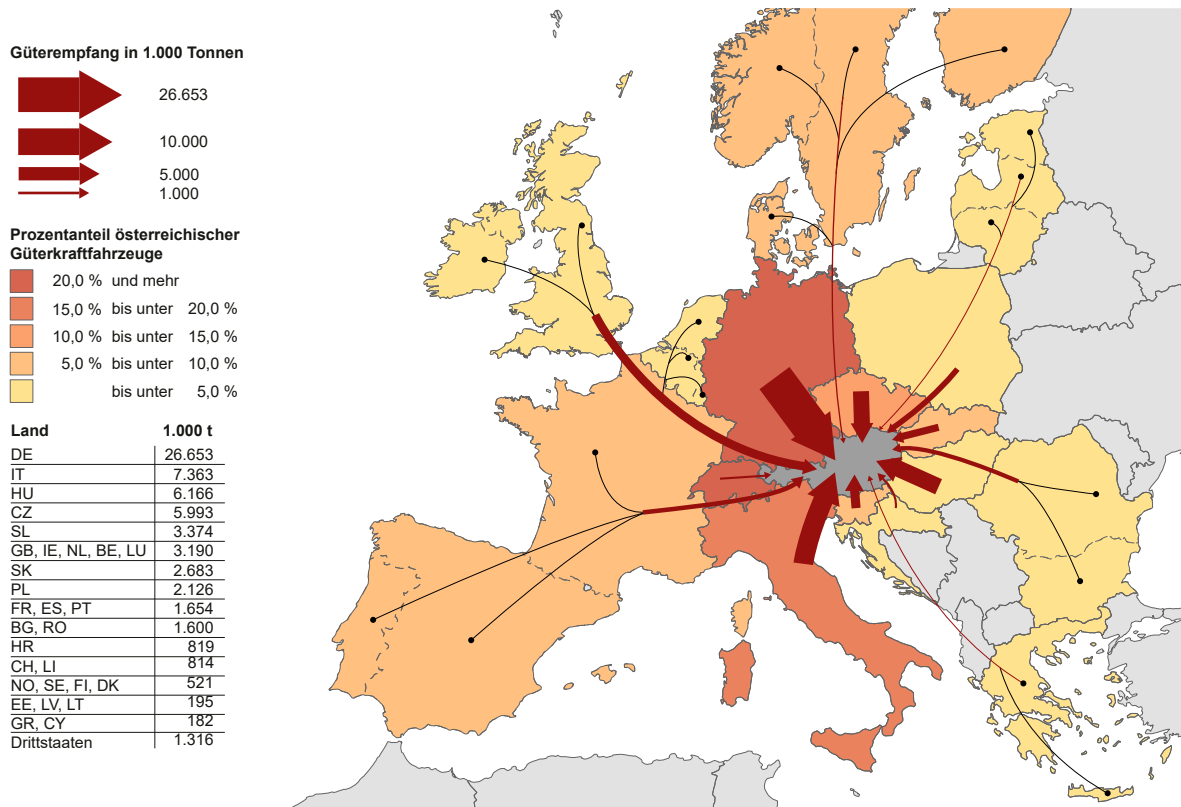 Güterempfang in 1.000 Tonnen
26.653
10.000
5.000
1.000
Prozentanteil österreichischer
Güterkraftfahrzeuge
20,0 % und mehr
15,0 % bis unter 20,0 %
10,0 % bis unter 15,0 %
5,0 % bis unter 10,0 %
bis unter 5,0 %
Land 1.000 t
DE 26.653
IT 7.363
HU 6.166
CZ 5.993
SL 3.374
GB, IE, NL, BE, LU 3.190
SK 2.683
PL 2.126
FR, ES, PT 1.654
BG, RO 1.600
HR 819
CH, LI 814
NO, SE, FI, DK 521
EE, LV, LT 195
GR, CY 182
Drittstaaten 1.316